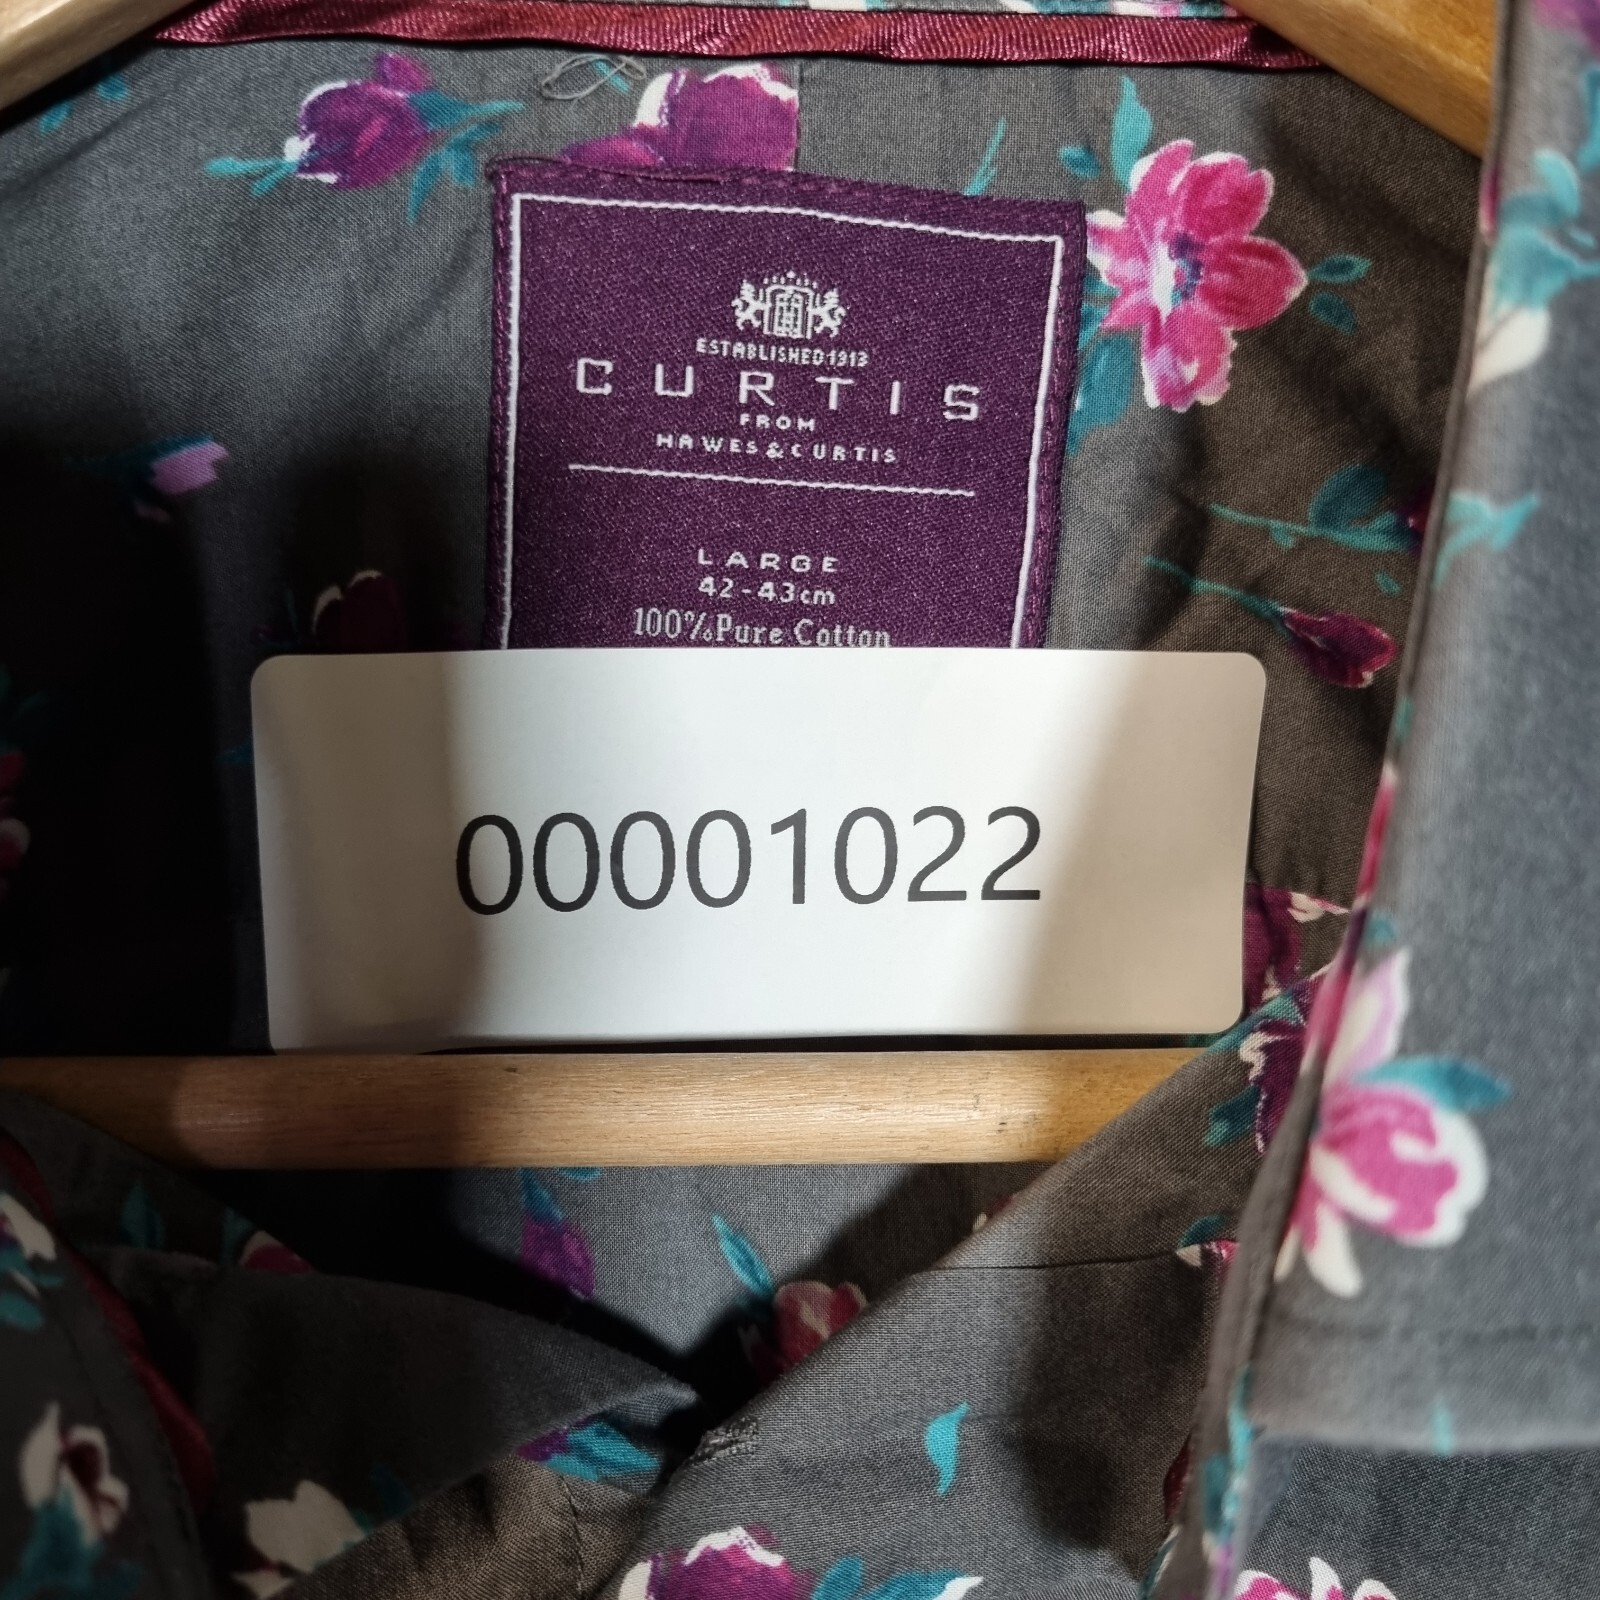 ESTABLISHED 1913
CURTIS
FROM
HAWES & CURTIS
LARGE
42-43cm
100% Pure Cotton
00001022